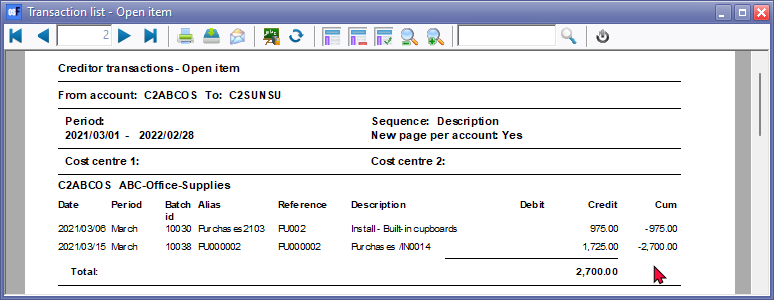 Transaction list - Open item
2
Creditor transactions - Open item
From account: C2ABCOS To: C2SUNSU
Period: Sequence: Description
2021/03/01 - 2022/02/28 New page per account: Yes
Cost centre 1: Cost centre 2:
C2ABCOS ABC-Office-Supplies
Date Period Batch id Alias Reference Description Debit Credit Cum
2021/03/06 March 10030 Purchases2103 PU002 Install - Built-in cupboards 975.00 -975.00
2021/03/15 March 10038 PU000002 PU000002 Purchases /IN0014 1,725.00 -2,700.00
Total: 2,700.00